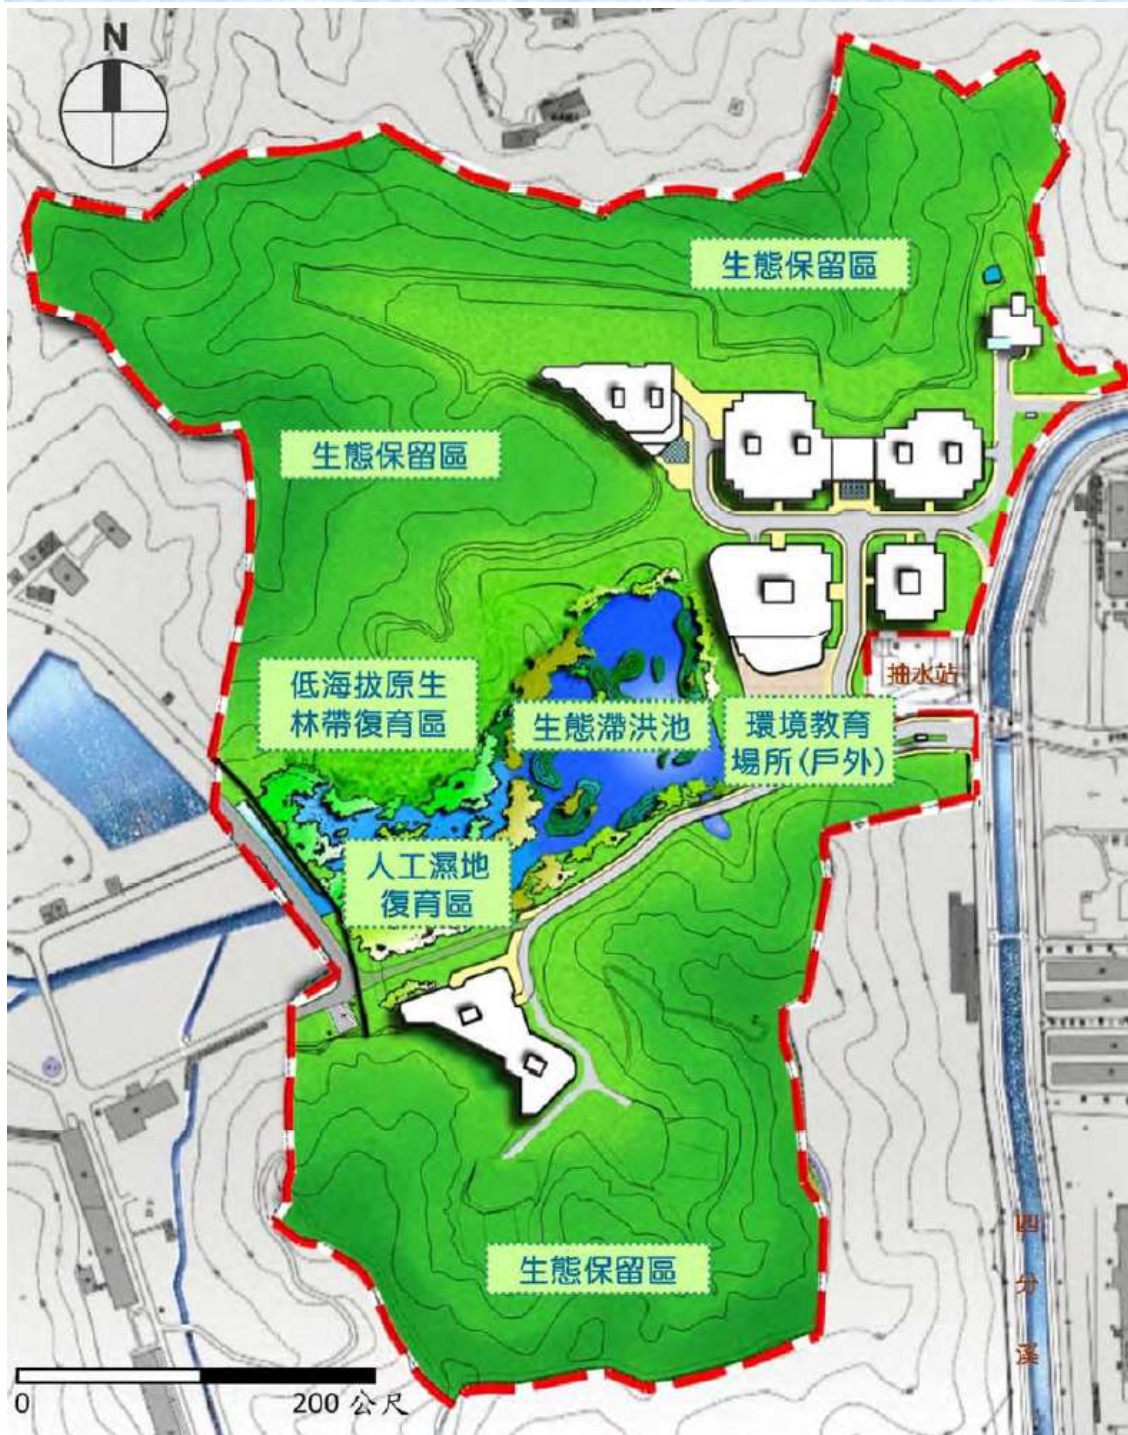 N
生態保留區
生態保留區
低海拔原生
林帶復育區
生態滯洪池
抽水站
環境教育
場所(戶外)
人工濕地
復育區
四分溪
生態保留區
0
200 公尺